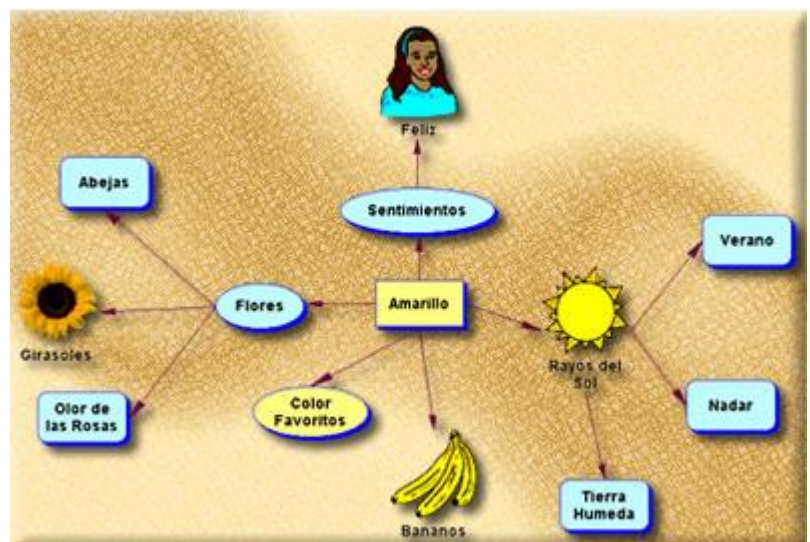 Feliz
Abejas
Sentimientos
Verano
Flores
Amarillo
Girasoles
Rayos del
Sol
Olor de
las Rosas
Color
Favoritos
Nadar
Bananos
Tierra
Humeda